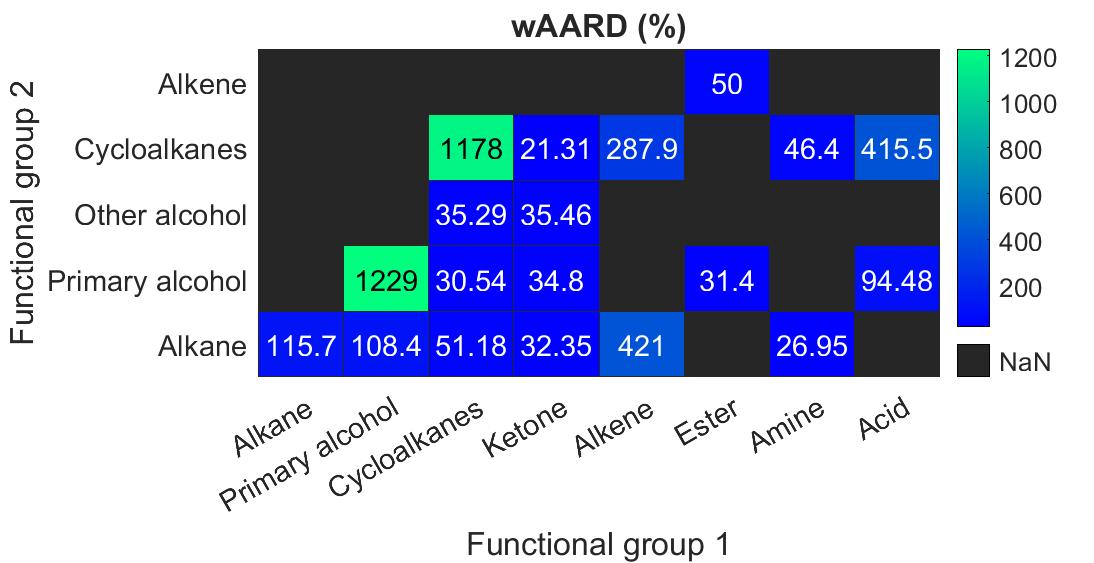 wAARD (%)
Functional group 2
Alkene
50
Cycloalkanes
1178 21.31 287.9 46.4 415.5
Other alcohol
35.29 35.46
Primary alcohol
1229 30.54 34.8 31.4 94.48
Alkane
115.7 108.4 51.18 32.35 421 26.95
1200
1000
800
600
400
200
NaN
Alkane
Primary alcohol
Cycloalkanes
Ketone
Alkene
Ester
Amine
Acid
Functional group 1